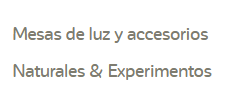 Mesas de luz y accesorios
Naturales & Experimentos